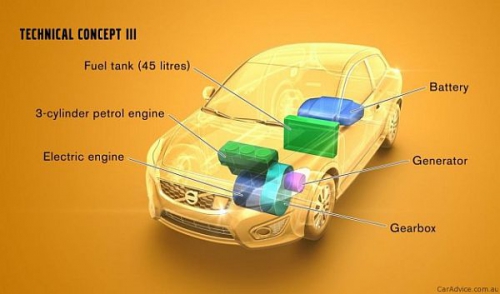 TECHNICAL CONCEPT III
Fuel tank (45 litres)
Battery
3-cylinder petrol engine
Electric engine
Generator
Gearbox
CarAdvice.com.au